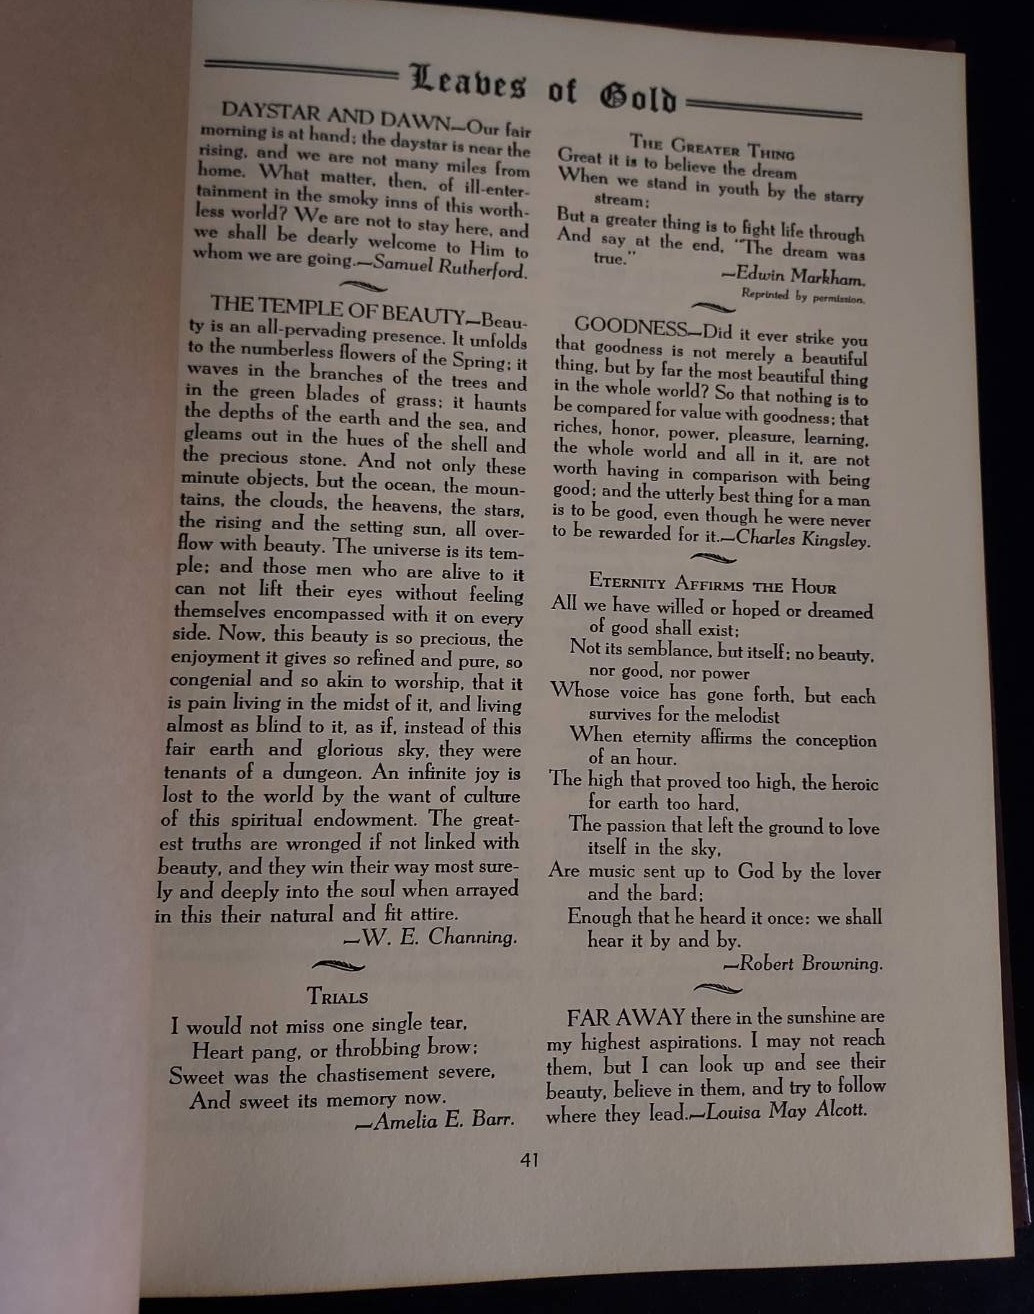 Leaves of Gold
DAYSTAR AND DAWN—Our fair
morning is at hand; the daystar is near the
rising, and we are not many miles from
home. What matter, then, of ill-enter-
tainment in the smoky inns of this worth-
less world? We are not to stay here, and
we shall be dearly welcome to Him to
whom we are going.—Samuel Rutherford.
THE TEMPLE OF BEAUTY—Beau-
ty is an all-pervading presence. It unfolds
to the numberless flowers of the Spring; it
waves in the branches of the trees and
in the green blades of grass; it haunts
the depths of the earth and the sea, and
gleams out in the hues of the shell and
the precious stone. And not only these
minute objects, but the ocean, the moun-
tains, the clouds, the heavens, the stars,
the rising and the setting sun, all over-
flow with beauty. The universe is its tem-
ple; and those men who are alive to it
can not lift their eyes without feeling
themselves encompassed with it on every
side. Now, this beauty is so precious, the
enjoyment it gives so refined and pure, so
congenial and so akin to worship, that it
is pain living in the midst of it, and living
almost as blind to it, as if, instead of this
fair earth and glorious sky, they were
tenants of a dungeon. An infinite joy is
lost to the world by the want of culture
of this spiritual endowment. The great-
est truths are wronged if not linked with
beauty, and they win their way most sure-
ly and deeply into the soul when arrayed
in this their natural and fit attire.
—W. E. Channing.
TRIALS
I would not miss one single tear,
Heart pang, or throbbing brow;
Sweet was the chastisement severe,
And sweet its memory now.
—Amelia E. Barr.
THE GREATER THING
Great it is to believe the dream
When we stand in youth by the starry
stream;
But a greater thing is to fight life through
And say at the end, "The dream was
true."
—Edwin Markham.
Reprinted by permission.
GOODNESS—Did it ever strike you
that goodness is not merely a beautiful
thing, but by far the most beautiful thing
in the whole world? So that nothing is to
be compared for value with goodness; that
riches, honor, power, pleasure, learning,
the whole world and all in it, are not
worth having in comparison with being
good; and the utterly best thing for a man
is to be good, even though he were never
to be rewarded for it.—Charles Kingsley.
ETERNITY AFFIRMS THE HOUR
All we have willed or hoped or dreamed
of good shall exist;
Not its semblance, but itself; no beauty,
nor good, nor power
Whose voice has gone forth, but each
survives for the melodist
When eternity affirms the conception
of an hour.
The high that proved too high, the heroic
for earth too hard,
The passion that left the ground to love
itself in the sky,
Are music sent up to God by the lover
and the bard;
Enough that he heard it once: we shall
hear it by and by.
—Robert Browning.
FAR AWAY there in the sunshine are
my highest aspirations. I may not reach
them, but I can look up and see their
beauty, believe in them, and try to follow
where they lead.—Louisa May Alcott.
41